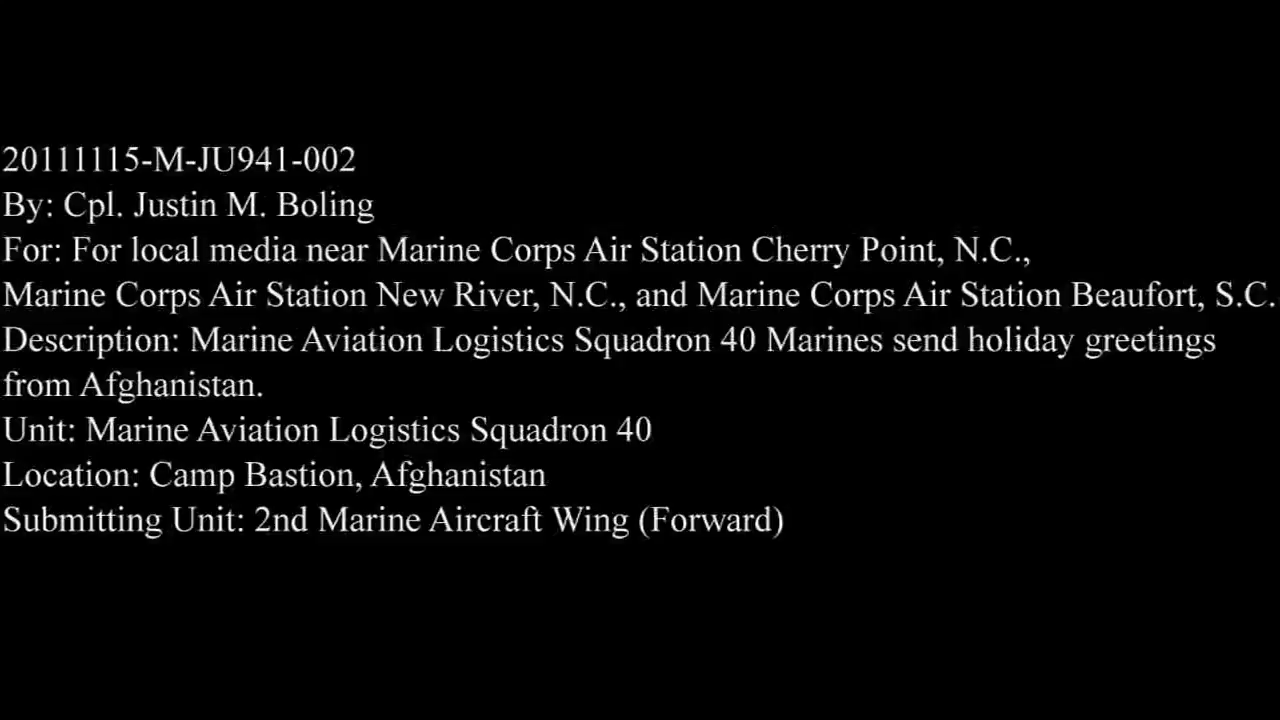 20111115-M-JU941-002
By: Cpl. Justin M. Boling
For: For local media near Marine Corps Air Station Cherry Point, N.C.,
Marine Corps Air Station New River, N.C., and Marine Corps Air Station Beaufort, S.C.
Description: Marine Aviation Logistics Squadron 40 Marines send holiday greetings
from Afghanistan.
Unit: Marine Aviation Logistics Squadron 40
Location: Camp Bastion, Afghanistan
Submitting Unit: 2nd Marine Aircraft Wing (Forward)